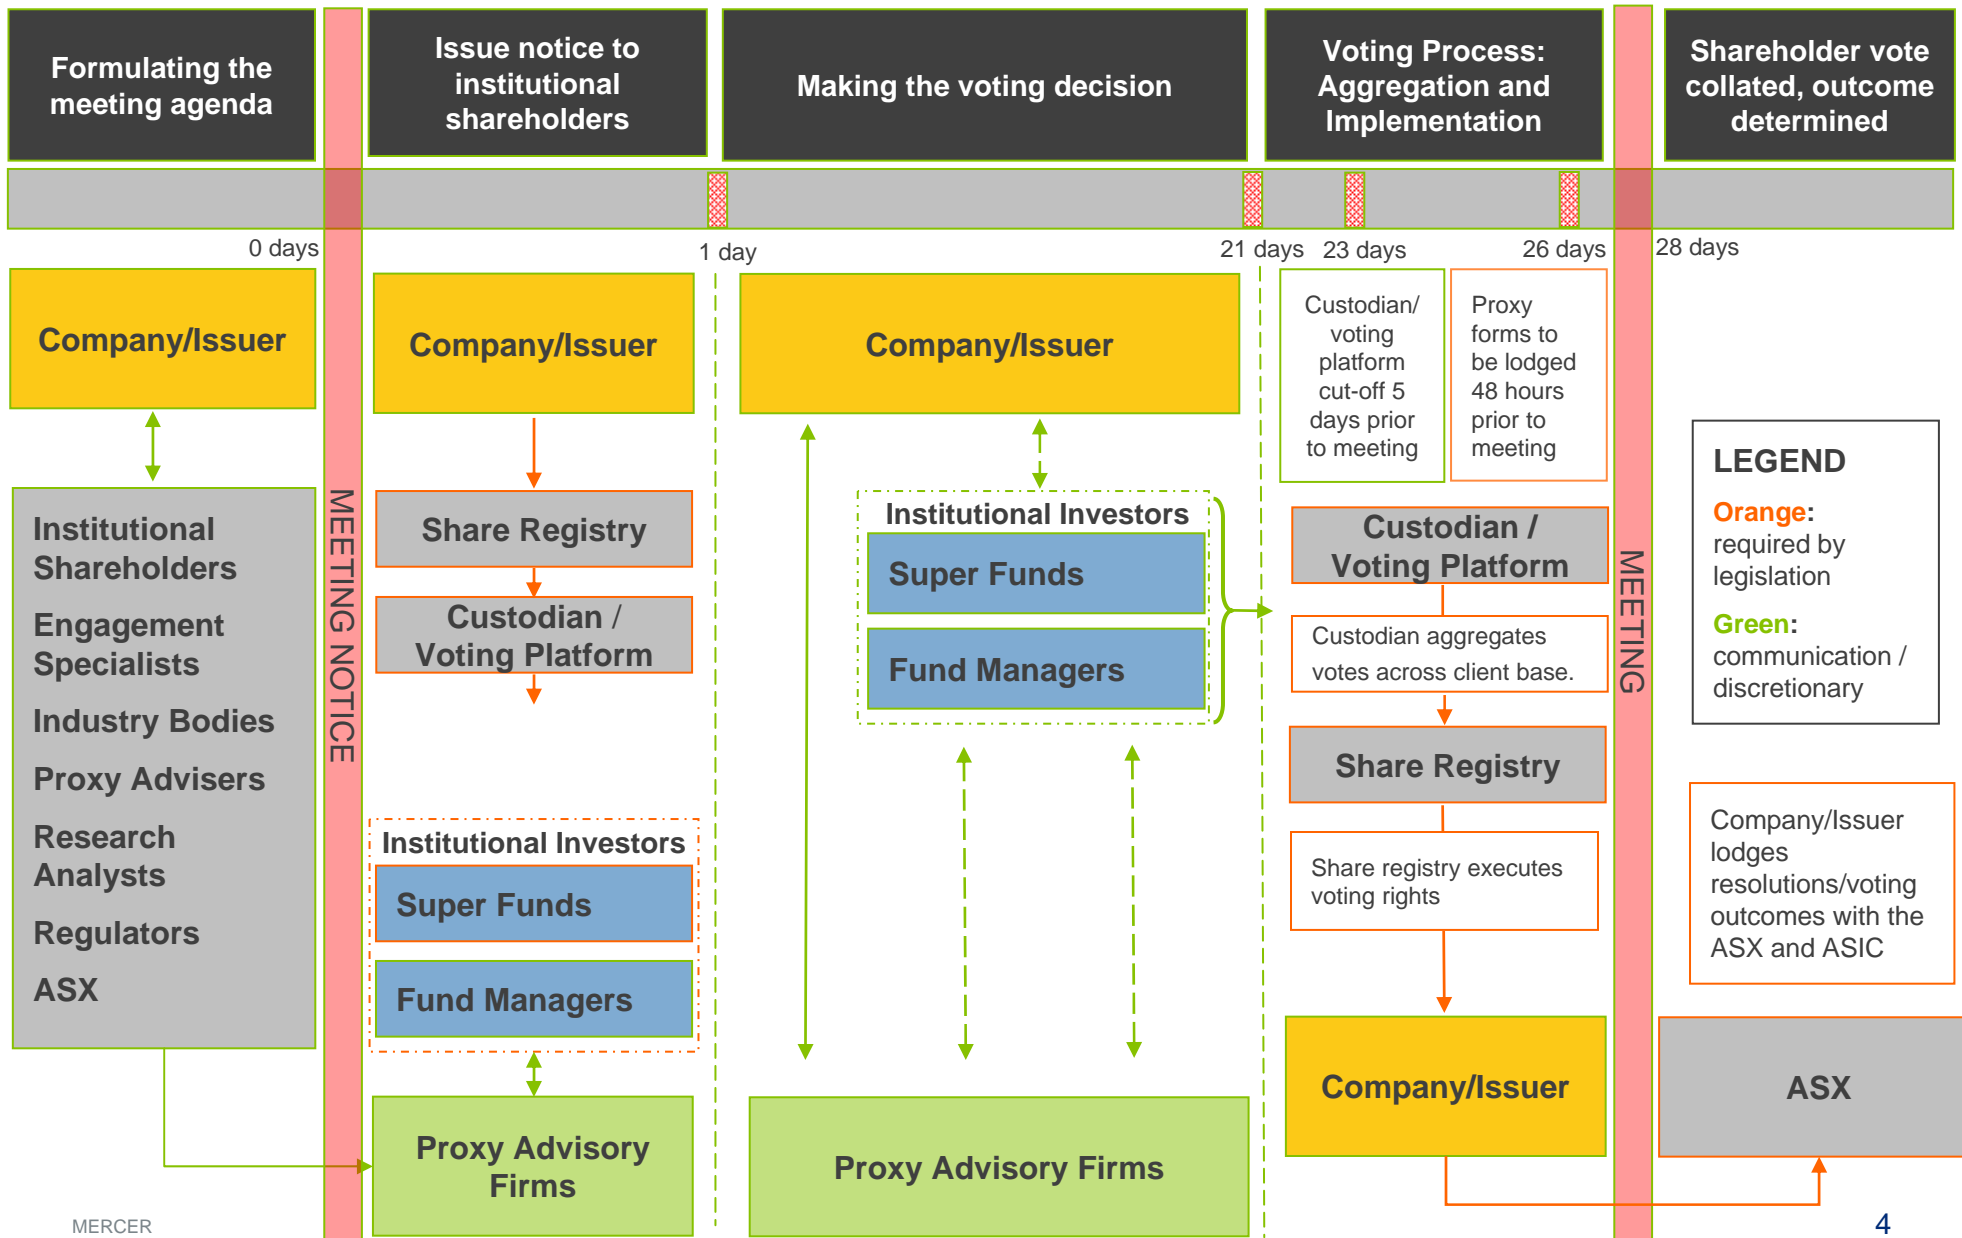 Formulating the
meeting agenda
Issue notice to
institutional
shareholders
Making the voting decision
Voting Process:
Aggregation and
Implementation
Shareholder vote
collated, outcome
determined
0 days
1 day
21 days
23 days
26 days
28 days
Company/Issuer
Institutional
Shareholders
Engagement
Specialists
Industry Bodies
Proxy Advisers
Research
Analysts
Regulators
ASX
MEETING NOTICE
Company/Issuer
Share Registry
Custodian /
Voting Platform
Institutional Investors
Super Funds
Fund Managers
Proxy Advisory
Firms
Company/Issuer
Institutional Investors
Super Funds
Fund Managers
Proxy Advisory Firms
Custodian/
voting
platform
cut-off 5
days prior
to meeting
Proxy
forms to
be lodged
48 hours
prior to
meeting
Custodian /
Voting Platform
Custodian aggregates
votes across client base.
Share Registry
Share registry executes
voting rights
Company/Issuer
MEETING
LEGEND
Orange:
required by
legislation
Green:
communication /
discretionary
Company/Issuer
lodges
resolutions/voting
outcomes with the
ASX and ASIC
ASX
MERCER
4